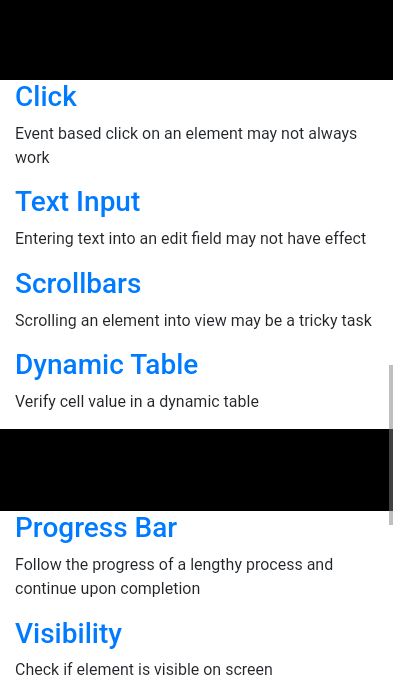 Click
Event based click on an element may not always
work
Text Input
Entering text into an edit field may not have effect
Scrollbars
Scrolling an element into view may be a tricky task
Dynamic Table
Verify cell value in a dynamic table
Progress Bar
Follow the progress of a lengthy process and
continue upon completion
Visibility
Check if element is visible on screen